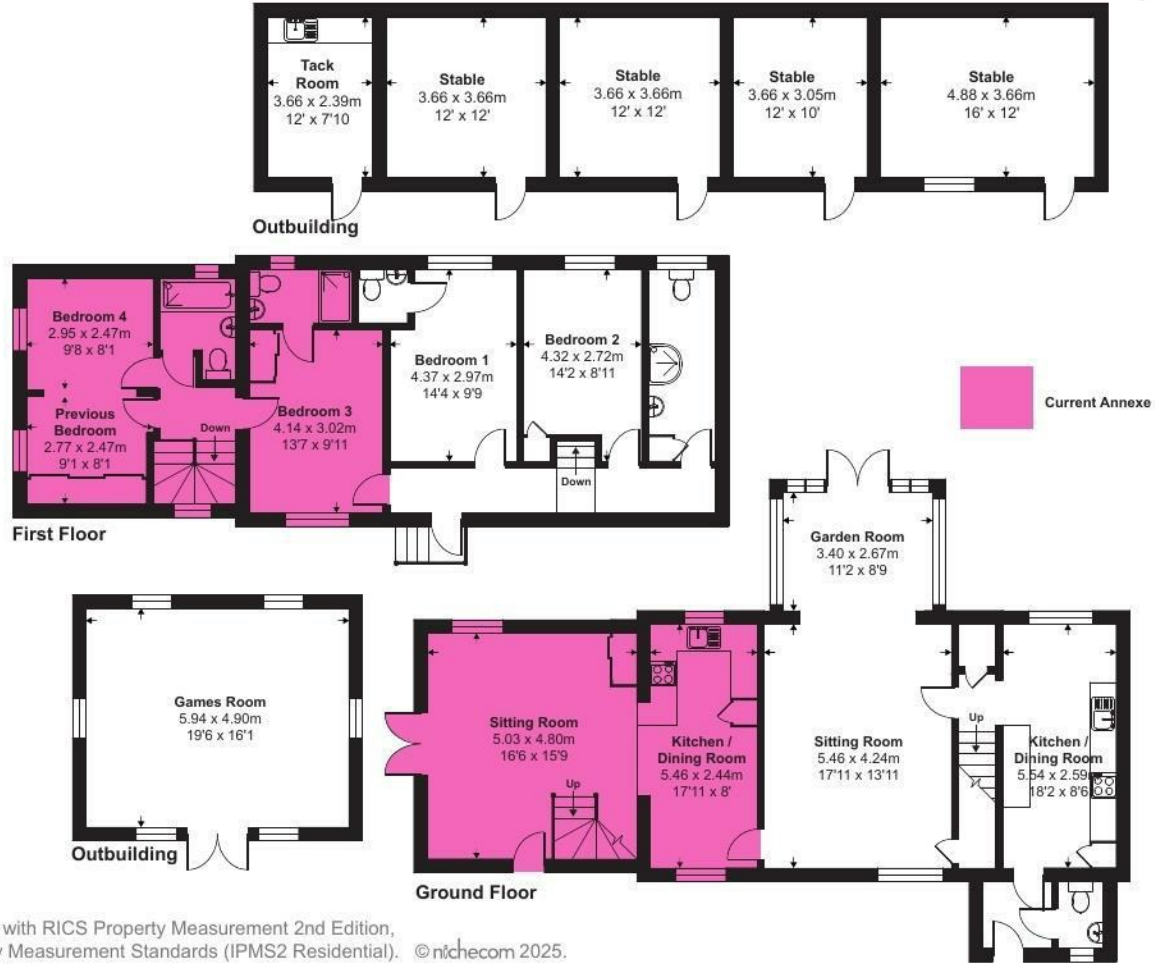 Tack
Room
3.66 x 2.39m
12' x 7'10
Stable
3.66 x 3.66m
12' x 12'
Stable
3.66 x 3.66m
12' x 12'
Stable
3.66 x 3.05m
12' x 10'
Stable
4.88 x 3.66m
16' x 12'
Outbuilding
Bedroom 4
2.95 x 2.47m
9'8 x 8'1
Previous
Bedroom
2.77 x 2.47m
9'1 x 8'1
Down
Bedroom 3
4.14 x 3.02m
13'7 x 9'11
Bedroom 1
4.37 x 2.97m
14'4 x 9'9
Bedroom 2
4.32 x 2.72m
14'2 x 8'11
Down
Current Annexe
First Floor
Garden Room
3.40 x 2.67m
11'2 x 8'9
Games Room
5.94 x 4.90m
19'6 x 16'1
Outbuilding
Sitting Room
5.03 x 4.80m
16'6 x 15'9
Up
Kitchen /
Dining Room
5.46 x 2.44m
17'11 x 8'
Sitting Room
5.46 x 4.24m
17'11 x 13'11
Up
Kitchen /
Dining Room
5.54 x 2.59
18'2 x 8'6
Ground Floor
with RICS Property Measurement 2nd Edition,
Measurement Standards (IPMS2 Residential). © nichecom 2025.